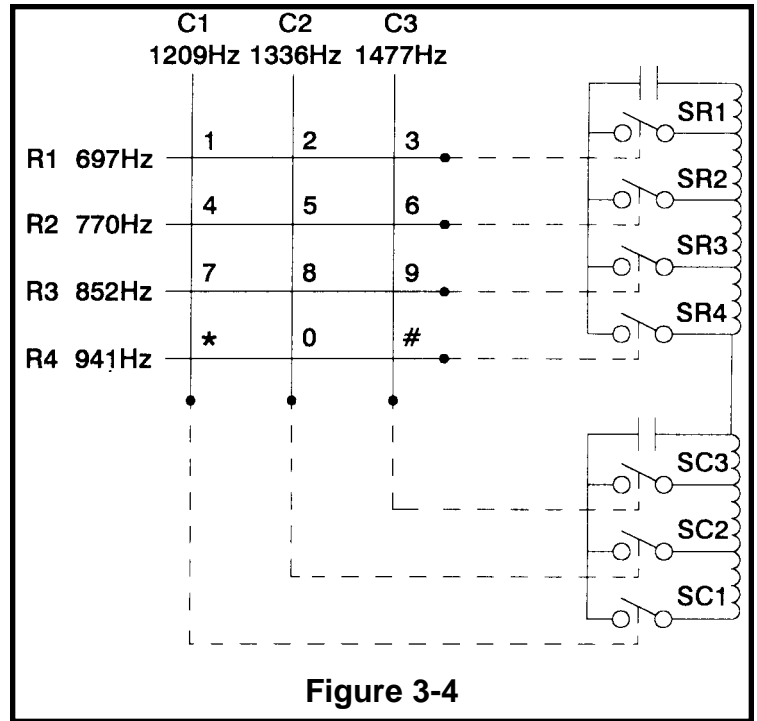 C1 C2 C3
1209Hz 1336Hz 1477Hz
SR1
1 2 3
R1 697Hz
SR2
4 5 6
R2 770Hz
SR3
7 8 9
R3 852Hz
SR4
* 0 #
R4 941Hz
SC3
SC2
SC1
Figure 3-4